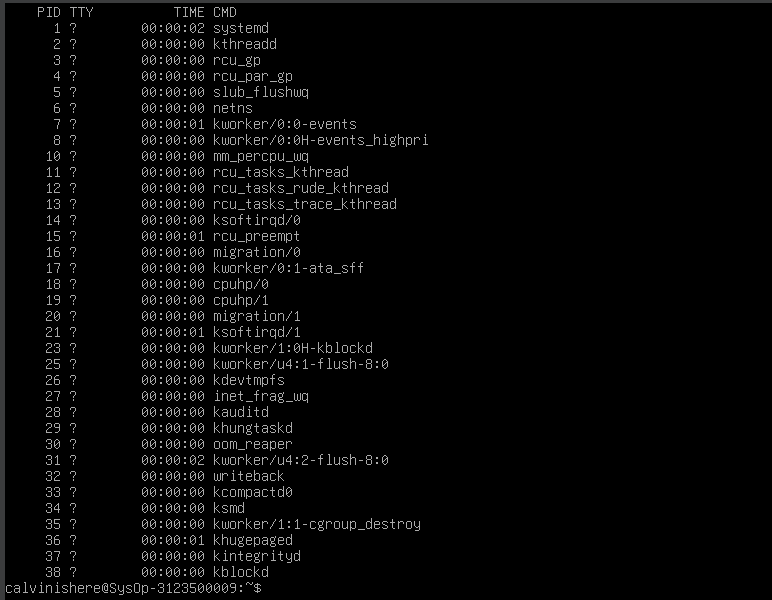 PID TTY          TIME CMD
1 ?        00:00:02 systemd
2 ?        00:00:00 kthreadd
3 ?        00:00:00 rcu_gp
4 ?        00:00:00 rcu_par_gp
5 ?        00:00:00 slub_flushwq
6 ?        00:00:00 netns
7 ?        00:00:01 kworker/0:0-events
8 ?        00:00:00 kworker/0:0H-events_highpri
10 ?        00:00:00 mm_percpu_wq
11 ?        00:00:00 rcu_tasks_kthread
12 ?        00:00:00 rcu_tasks_rude_kthread
13 ?        00:00:00 rcu_tasks_trace_kthread
14 ?        00:00:00 ksoftirqd/0
15 ?        00:00:01 rcu_preempt
16 ?        00:00:00 migration/0
17 ?        00:00:00 kworker/0:1-ata_sff
18 ?        00:00:00 cpuhp/0
19 ?        00:00:00 cpuhp/1
20 ?        00:00:00 migration/1
21 ?        00:00:01 ksoftirqd/1
23 ?        00:00:00 kworker/1:0H-kblockd
25 ?        00:00:00 kworker/u4:1-flush-8:0
26 ?        00:00:00 kdevtmpfs
27 ?        00:00:00 inet_frag_wq
28 ?        00:00:00 kauditd
29 ?        00:00:00 khungtaskd
30 ?        00:00:00 oom_reaper
31 ?        00:00:02 kworker/u4:2-flush-8:0
32 ?        00:00:00 writeback
33 ?        00:00:00 kcompactd0
34 ?        00:00:00 ksmd
35 ?        00:00:00 kworker/1:1-cgroup_destroy
36 ?        00:00:01 khugepaged
37 ?        00:00:00 kintegrityd
38 ?        00:00:00 kblockd
calvinishere@SysOp-3123500009:~$